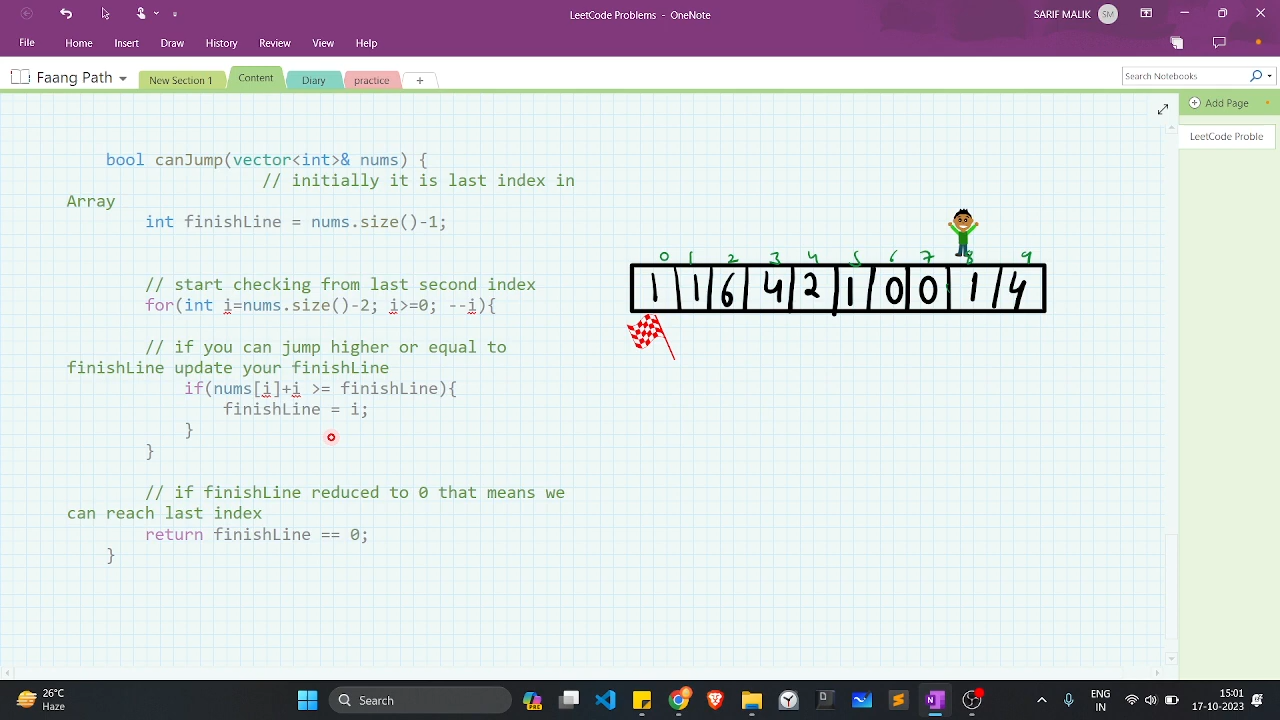 LeetCode Problems - OneNote
SARIF MALIK
SM
File Home Insert Draw History Review View Help
Faang Path
New Section 1
Content
Diary
practice
+
Search Notebooks
Add Page
LeetCode Proble
bool canJump(vector<int>& nums) {
// initially it is last index in
Array
int finishLine = nums.size()-1;
// start checking from last second index
for(int i=nums.size()-2; i>=0; --i){
// if you can jump higher or equal to
finishLine update your finishLine
if(nums[i]+i >= finishLine){
finishLine = i;
}
}
// if finishLine reduced to 0 that means we
can reach last index
return finishLine == 0;
}
0 1 2 3 4 5 6 7 8 9
1 1 6 4 2 1 0 0 1 4
26°C
Haze
Search
PRE
ENG
IN
13:01
17-10-2023